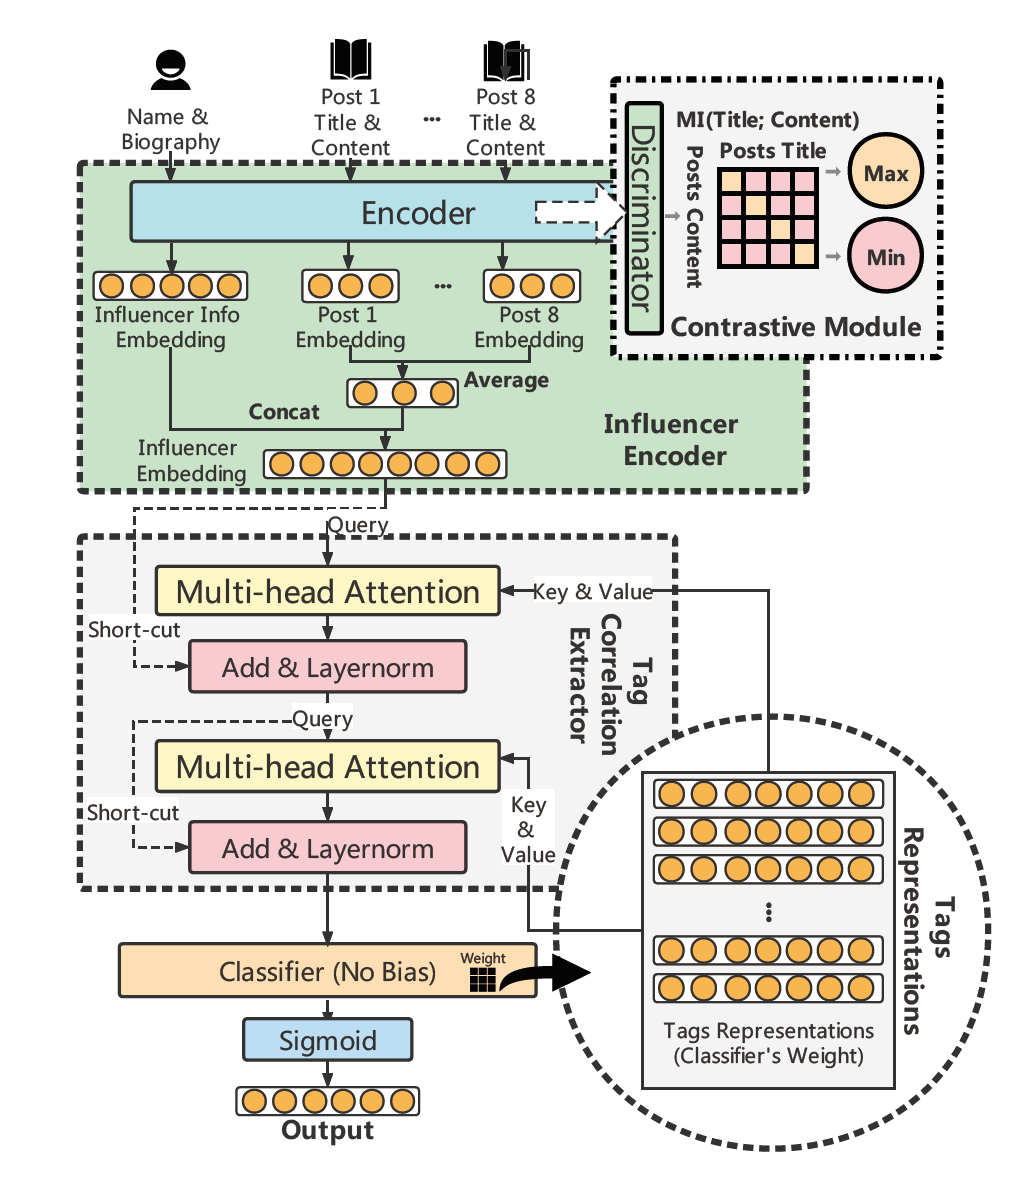 Name &
Biography
Post 1
Title &
Content
...
Post 8
Title &
Content
Encoder
Discriminator
MI(Title; Content)
Posts Title
Posts Content
Max
Min
Contrastive Module
Influencer Info
Embedding
Post 1
Embedding
...
Post 8
Embedding
Average
Concat
Influencer
Embedding
Influencer
Encoder
Query
Multi-head Attention
Key & Value
Short-cut
Add & Layernorm
Tag
Correlation
Extractor
Query
Multi-head Attention
Key
&
Value
Short-cut
Add & Layernorm
Classifier (No Bias)
Weight
Sigmoid
Output
...
Tags Representations
(Classifier's Weight)
Tags
Representations